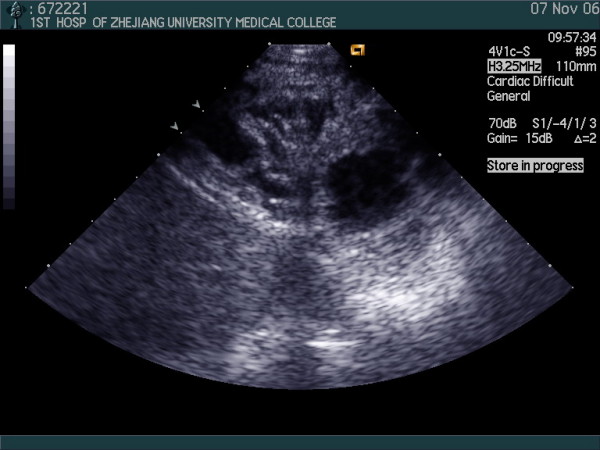 : 672221
07 Nov 06
1ST HOSP OF ZHEJIANG UNIVERSITY MEDICAL COLLEGE
09:57:34
4V1c-S #95
H3.25MHz 110mm
Cardiac Difficult
General
70dB S1/-4/1/3
Gain= 15dB Δ=2
Store in progress